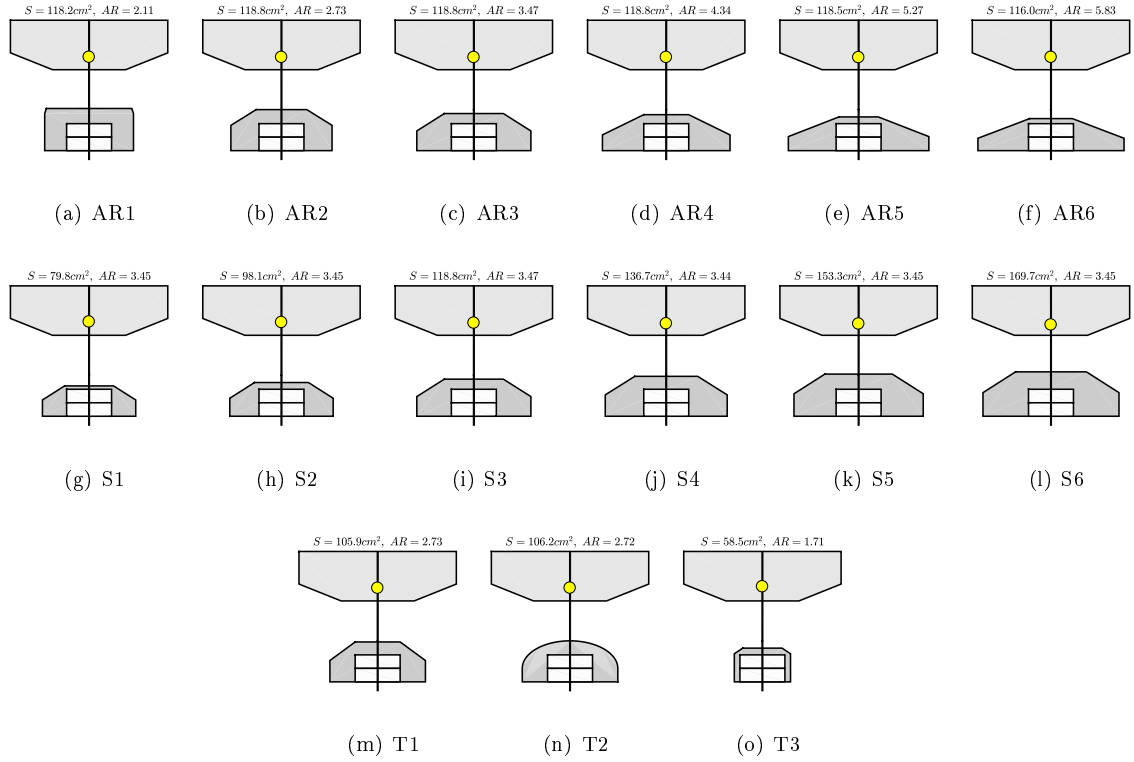 S = 118.2cm², AR = 2.11
S = 118.8cm², AR = 2.73
S = 118.8cm², AR = 3.47
S = 118.8cm², AR = 4.34
S = 118.5cm², AR = 5.27
S = 116.0cm², AR = 5.83
(a) AR1
(b) AR2
(c) AR3
(d) AR4
(e) AR5
(f) AR6
S = 79.8cm², AR = 3.45
S = 98.1cm², AR = 3.45
S = 118.8cm², AR = 3.47
S = 136.7cm², AR = 3.44
S = 153.3cm², AR = 3.45
S = 169.7cm², AR = 3.45
(g) S1
(h) S2
(i) S3
(j) S4
(k) S5
(l) S6
S = 105.9cm², AR = 2.73
S = 106.2cm², AR = 2.72
S = 58.5cm², AR = 1.71
(m) T1
(n) T2
(o) T3